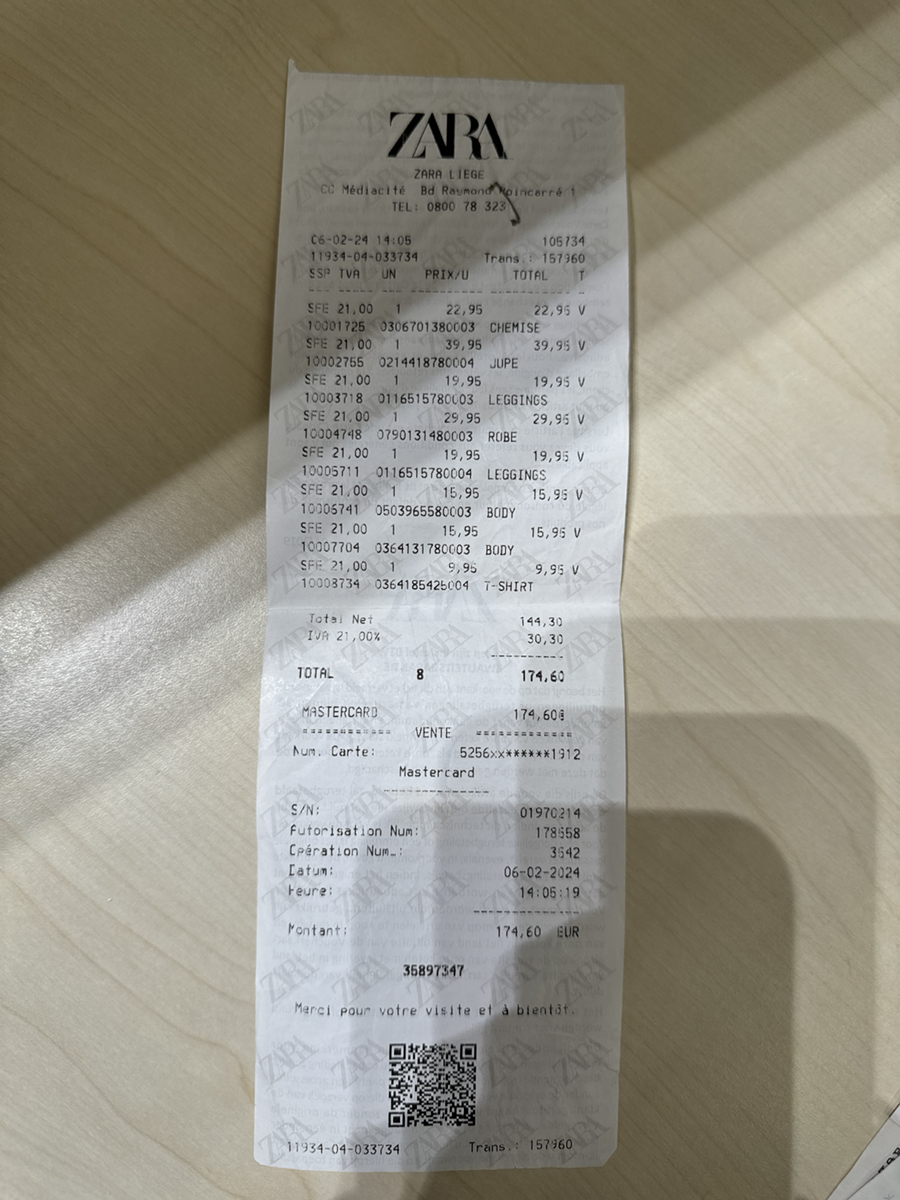 ZARA
ZARA LIEGE
CC Médiacité Bd Raymond Poincarré 1
TEL: 0800 78 323
06-02-24 14:05 105734
11934-04-033734 Trans.: 157960
SSP TVA UN PRIX/U TOTAL T
SFE 21,00 1 22,95 22,95 V
10001725 0306701380003 CHEMISE
SFE 21,00 1 39,95 39,95 V
10002755 0214418780004 JUPE
SFE 21,00 1 19,95 19,95 V
10003718 0116515780003 LEGGINGS
SFE 21,00 1 29,95 29,95 V
10004748 0790131480003 ROBE
SFE 21,00 1 19,95 19,95 V
10005711 0116515780004 LEGGINGS
SFE 21,00 1 15,95 15,95 V
10006741 0503965580003 BODY
SFE 21,00 1 15,95 15,95 V
10007704 0364131780003 BODY
SFE 21,00 1 9,95 9,95 V
10008734 0364185425004 T-SHIRT
Total Net 144,30
IVA 21,00% 30,30
TOTAL 8 174,60
MASTERCARD 174,60€
=========== VENTE ============
Num. Carte: 5256xx******1912
Mastercard
S/N: 01970214
Autorisation Num: 178558
Opération Num.: 3542
Datum: 06-02-2024
Heure: 14:05:19
Montant: 174,60 EUR
35897347
Merci pour votre visite et à bientôt.
11934-04-033734 Trans.: 157960